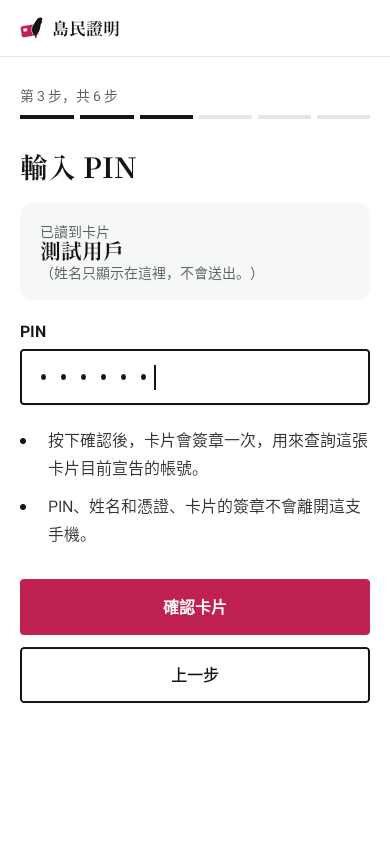 島民證明
第 3 步，共 6 步
輸入 PIN
已讀到卡片
測試用戶
（姓名只顯示在這裡，不會送出。）
PIN
••••••
• 按下確認後，卡片會簽章一次，用來查詢這張
卡片目前宣告的帳號。
• PIN、姓名和憑證、卡片的簽章不會離開這支
手機。
確認卡片
上一步